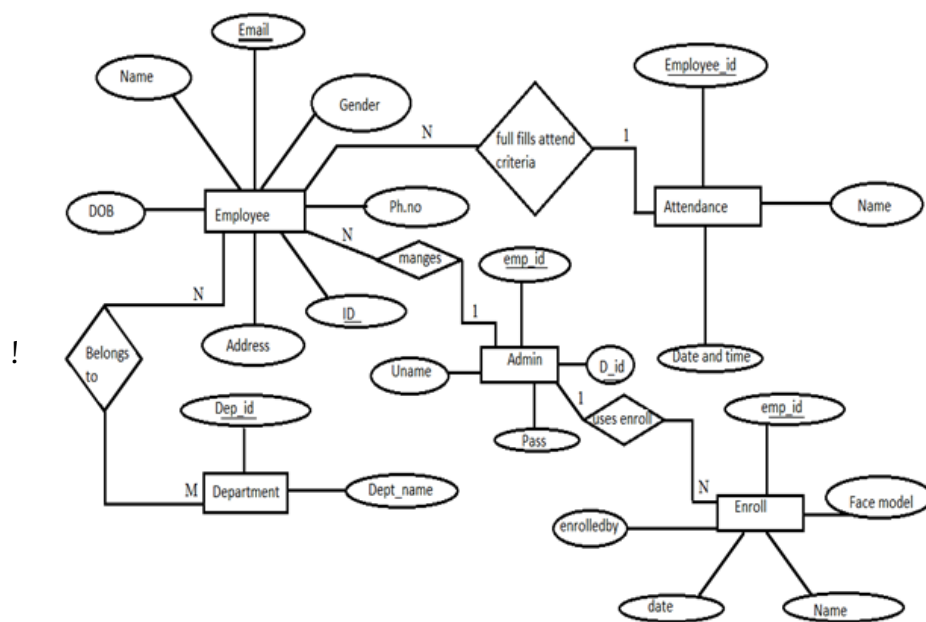 Email
Name
Gender
Employee_id
N
full fills attend
criteria
1
DOB
Employee
Ph.no
Attendance
Name
N
manges
emp_id
N
1
ID
!
Belongs
to
Address
Admin
D_id
Date and time
Uname
1
uses enroll
Dep_id
Pass
emp_id
M
Department
Dept_name
N
Enroll
Face model
enrolledby
date
Name